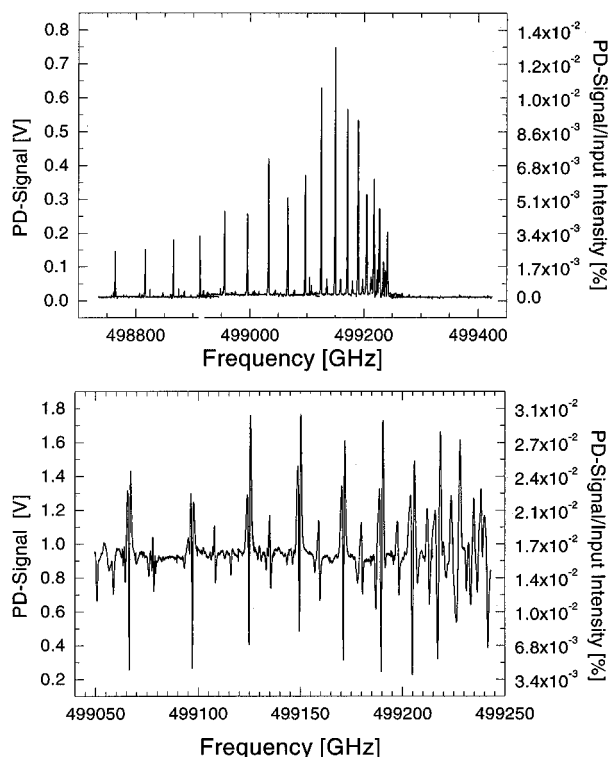 0.8
0.7
0.6
0.5
0.4
0.3
0.2
0.1
0.0
PD-Signal [V]
1.4x10-2
1.2x10-2
1.0x10-2
8.6x10-3
6.8x10-3
5.1x10-3
3.4x10-3
1.7x10-3
0.0
PD-Signal/Input Intensity [%]
498800 499000 499200 499400
Frequency [GHz]
1.8
1.6
1.4
1.2
1.0
0.8
0.6
0.4
0.2
PD-Signal [V]
3.1x10-2
2.7x10-2
2.4x10-2
2.1x10-2
1.7x10-2
1.4x10-2
1.0x10-2
6.8x10-3
3.4x10-3
PD-Signal/Input Intensity [%]
499050 499100 499150 499200 499250
Frequency [GHz]